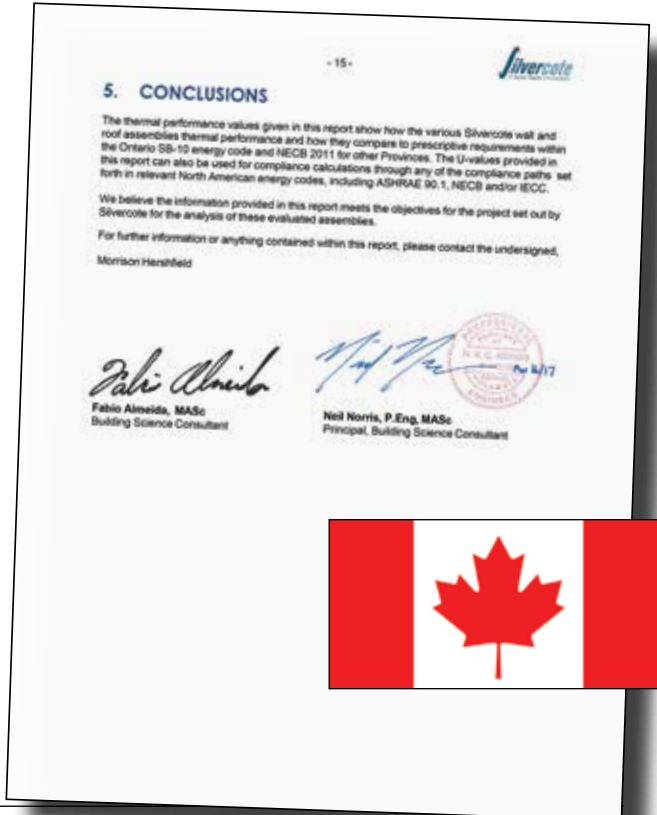 - 15 -
Silvercote
5. CONCLUSIONS
The thermal performance values given in this report show how the various Silvercote wall and
roof assemblies thermal performance and how they compare to prescriptive requirements within
the Ontario SB-10 energy code and NECB 2011 for other Provinces. The U-values provided in
this report can also be used for compliance calculations through any of the compliance paths set
forth in relevant North American energy codes, including ASHRAE 90.1, NECB and/or IECC.
We believe the information provided in this report meets the objectives for the project set out by
Silvercote for the analysis of these evaluated assemblies.
For further information or anything contained within this report, please contact the undersigned,
Morrison Hershfield
Fabio Almeida
Fabio Almeida, MASc
Building Science Consultant
Neil Norris, P.Eng, MASc
Principal, Building Science Consultant